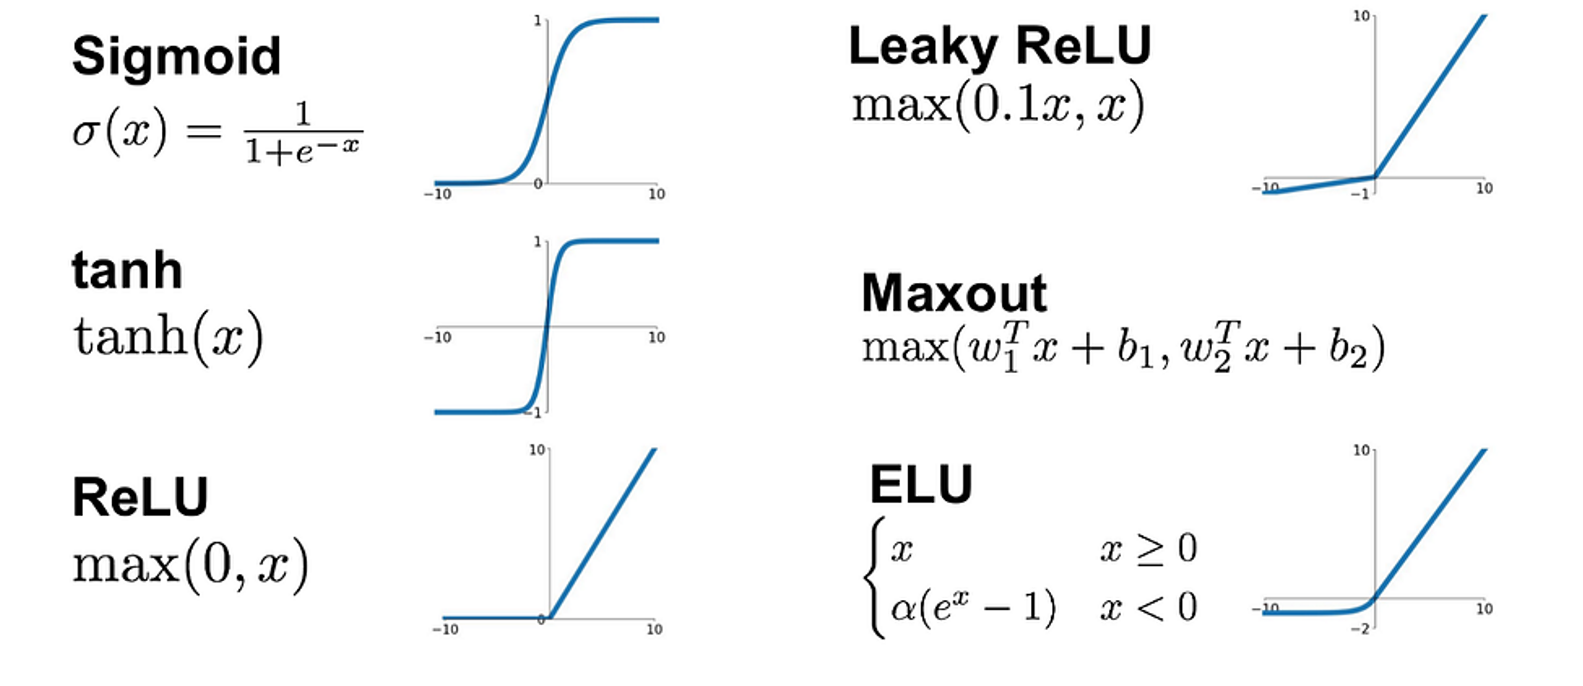 Sigmoid
σ(x) = 1/(1+e^{-x})
1
0
−10
10
tanh
tanh(x)
1
−10
10
−1
ReLU
max(0, x)
10
0
−10
10
Leaky ReLU
max(0.1x, x)
10
−10
−1
10
Maxout
max(w_1^T x + b_1, w_2^T x + b_2)
ELU
x x ≥ 0
α(e^x − 1) x < 0
10
−10
−2
10